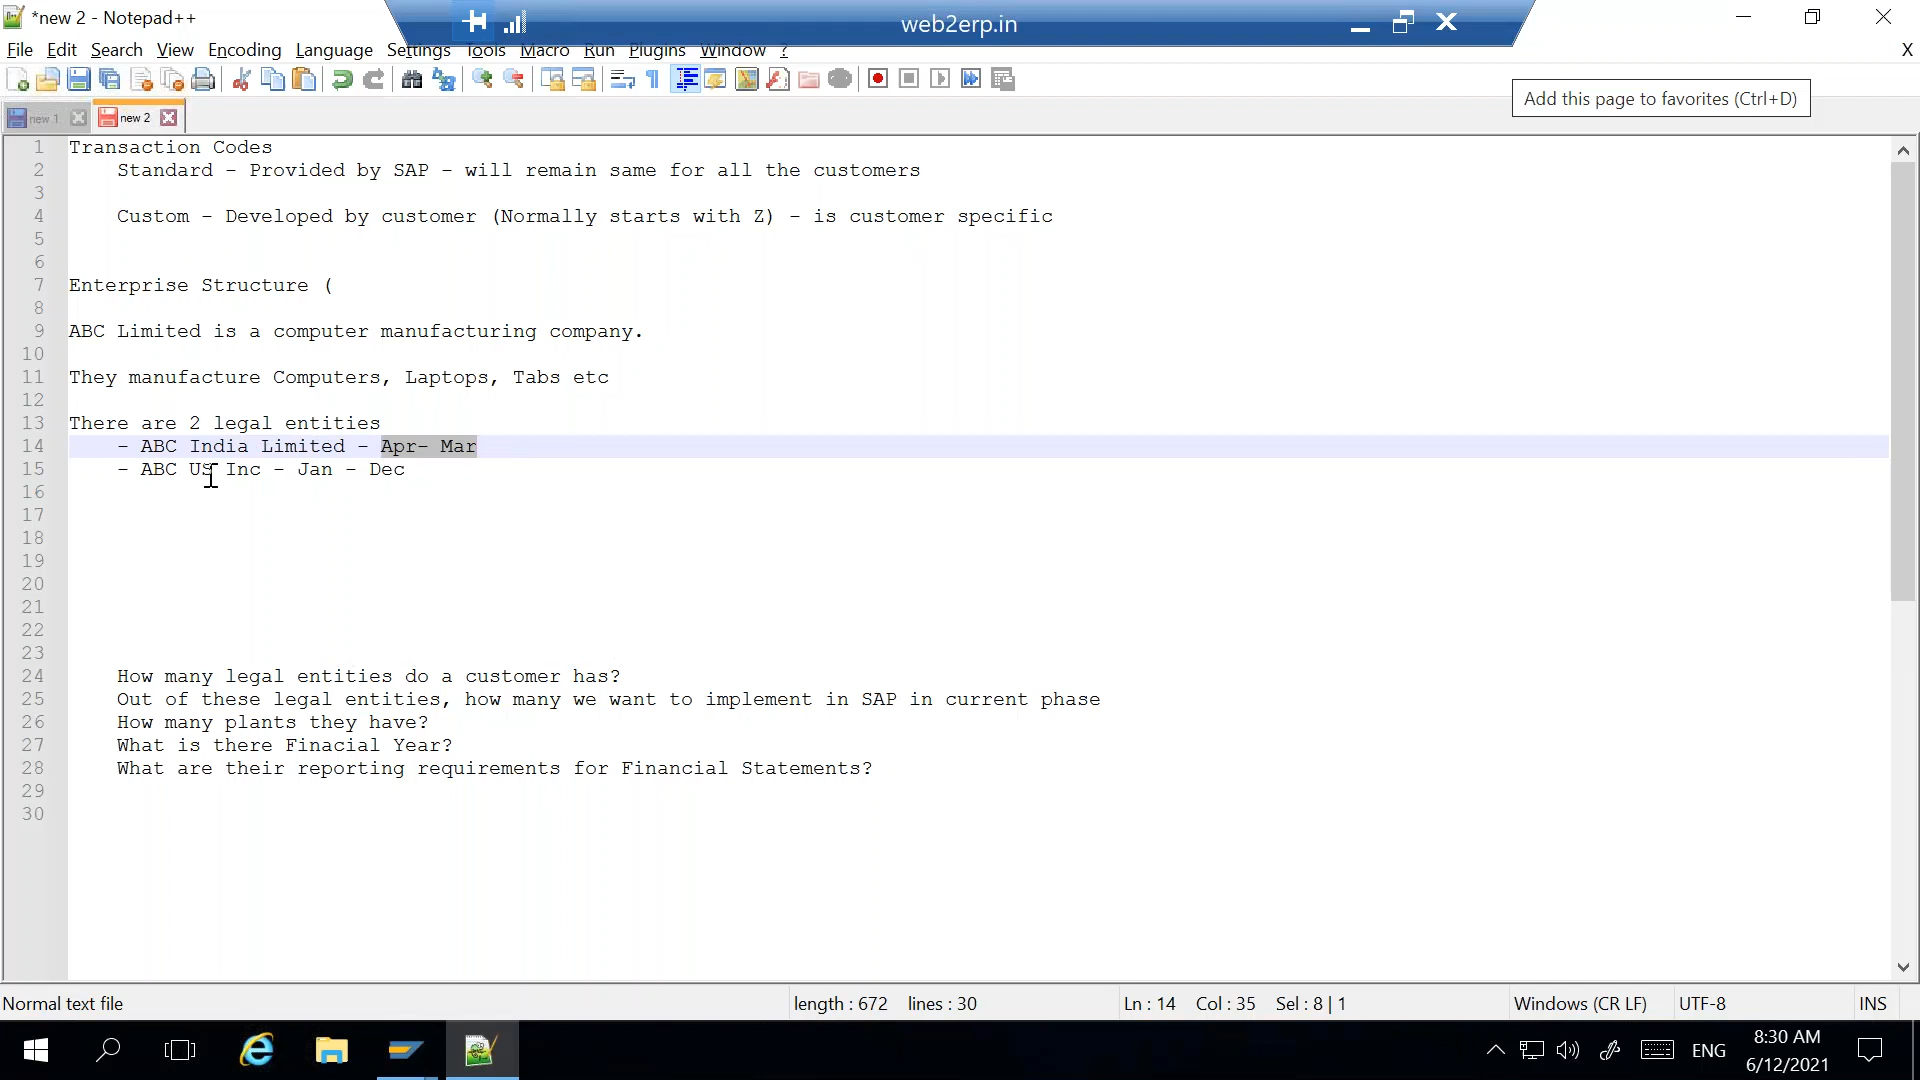 *new 2 - Notepad++
web2erp.in
File Edit Search View Encoding Language Settings Tools Macro Run Plugins Window ?
X
Add this page to favorites (Ctrl+D)
new 1
new 2
1 Transaction Codes
2 Standard - Provided by SAP - will remain same for all the customers
3
4 Custom - Developed by customer (Normally starts with Z) - is customer specific
5
6
7 Enterprise Structure (
8
9 ABC Limited is a computer manufacturing company.
10
11 They manufacture Computers, Laptops, Tabs etc
12
13 There are 2 legal entities
14 - ABC India Limited - Apr- Mar
15 - ABC US Inc - Jan - Dec
16
17
18
19
20
21
22
23
24 How many legal entities do a customer has?
25 Out of these legal entities, how many we want to implement in SAP in current phase
26 How many plants they have?
27 What is there Finacial Year?
28 What are their reporting requirements for Financial Statements?
29
30
Normal text file
length : 672 lines : 30
Ln : 14 Col : 35 Sel : 8 | 1
Windows (CR LF)
UTF-8
INS
ENG
8:30 AM
6/12/2021